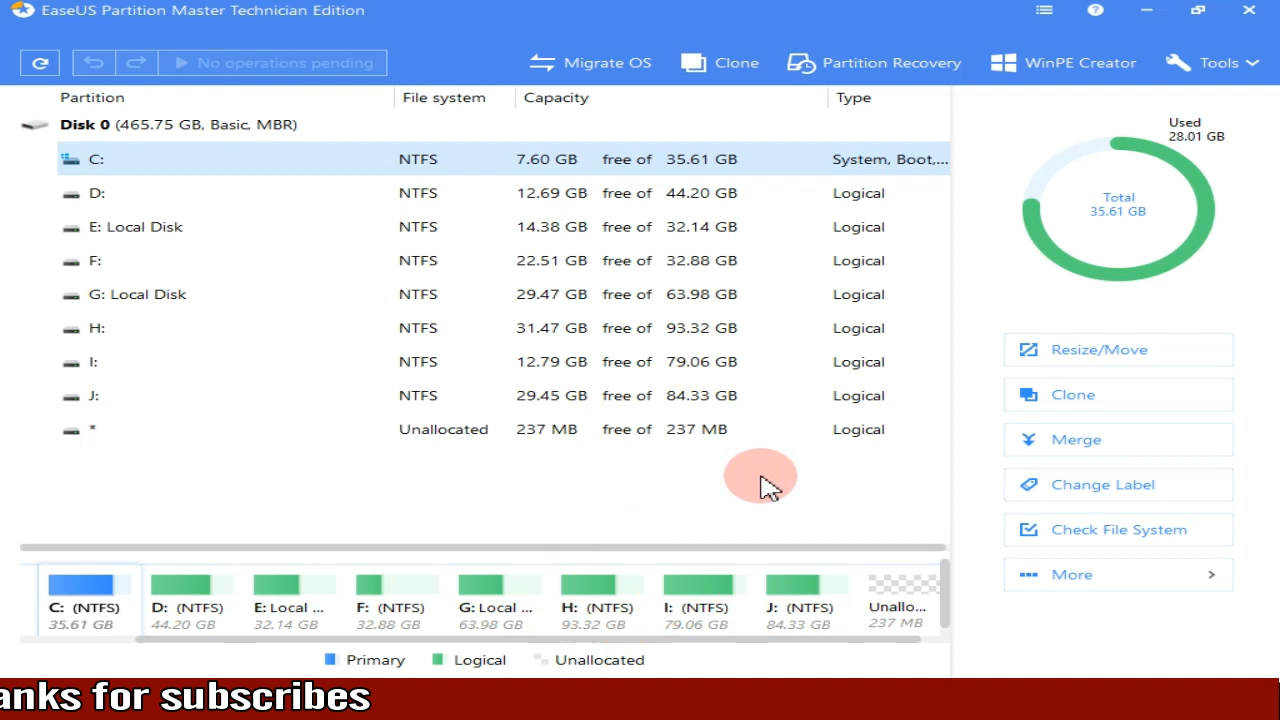 EaseUS Partition Master Technician Edition
No operations pending
Migrate OS
Clone
Partition Recovery
WinPE Creator
Tools
Partition File system Capacity Type
Disk 0 (465.75 GB, Basic, MBR)
C: NTFS 7.60 GB free of 35.61 GB System, Boot,...
D: NTFS 12.69 GB free of 44.20 GB Logical
E: Local Disk NTFS 14.38 GB free of 32.14 GB Logical
F: NTFS 22.51 GB free of 32.88 GB Logical
G: Local Disk NTFS 29.47 GB free of 63.98 GB Logical
H: NTFS 31.47 GB free of 93.32 GB Logical
I: NTFS 12.79 GB free of 79.06 GB Logical
J: NTFS 29.45 GB free of 84.33 GB Logical
* Unallocated 237 MB free of 237 MB Logical
Used
28.01 GB
Total
35.61 GB
Resize/Move
Clone
Merge
Change Label
Check File System
More
C: (NTFS) D: (NTFS) E: Local ... F: (NTFS) G: Local ... H: (NTFS) I: (NTFS) J: (NTFS) Unallo...
35.61 GB 44.20 GB 32.14 GB 32.88 GB 63.98 GB 93.32 GB 79.06 GB 84.33 GB 237 MB
Primary Logical Unallocated
anks for subscribes